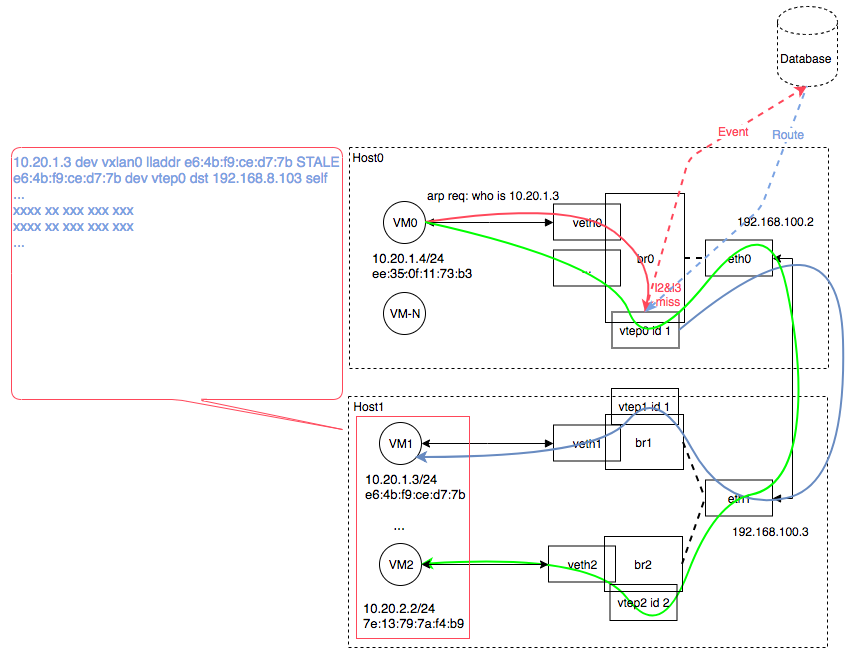 Database
Event
Route
10.20.1.3 dev vxlan0 lladdr e6:4b:f9:ce:d7:7b STALE
e6:4b:f9:ce:d7:7b dev vtep0 dst 192.168.8.103 self
...
xxxx xx xxx xxx xxx
xxxx xx xxx xxx xxx
...
Host0
arp req: who is 10.20.1.3
VM0
veth0
192.168.100.2
10.20.1.4/24
ee:35:0f:11:73:b3
...
br0
eth0
l2&l3
miss
VM-N
vtep0 id 1
Host1
vtep1 id 1
VM1
veth1
br1
10.20.1.3/24
e6:4b:f9:ce:d7:7b
eth1
...
192.168.100.3
VM2
veth2
br2
10.20.2.2/24
7e:13:79:7a:f4:b9
vtep2 id 2